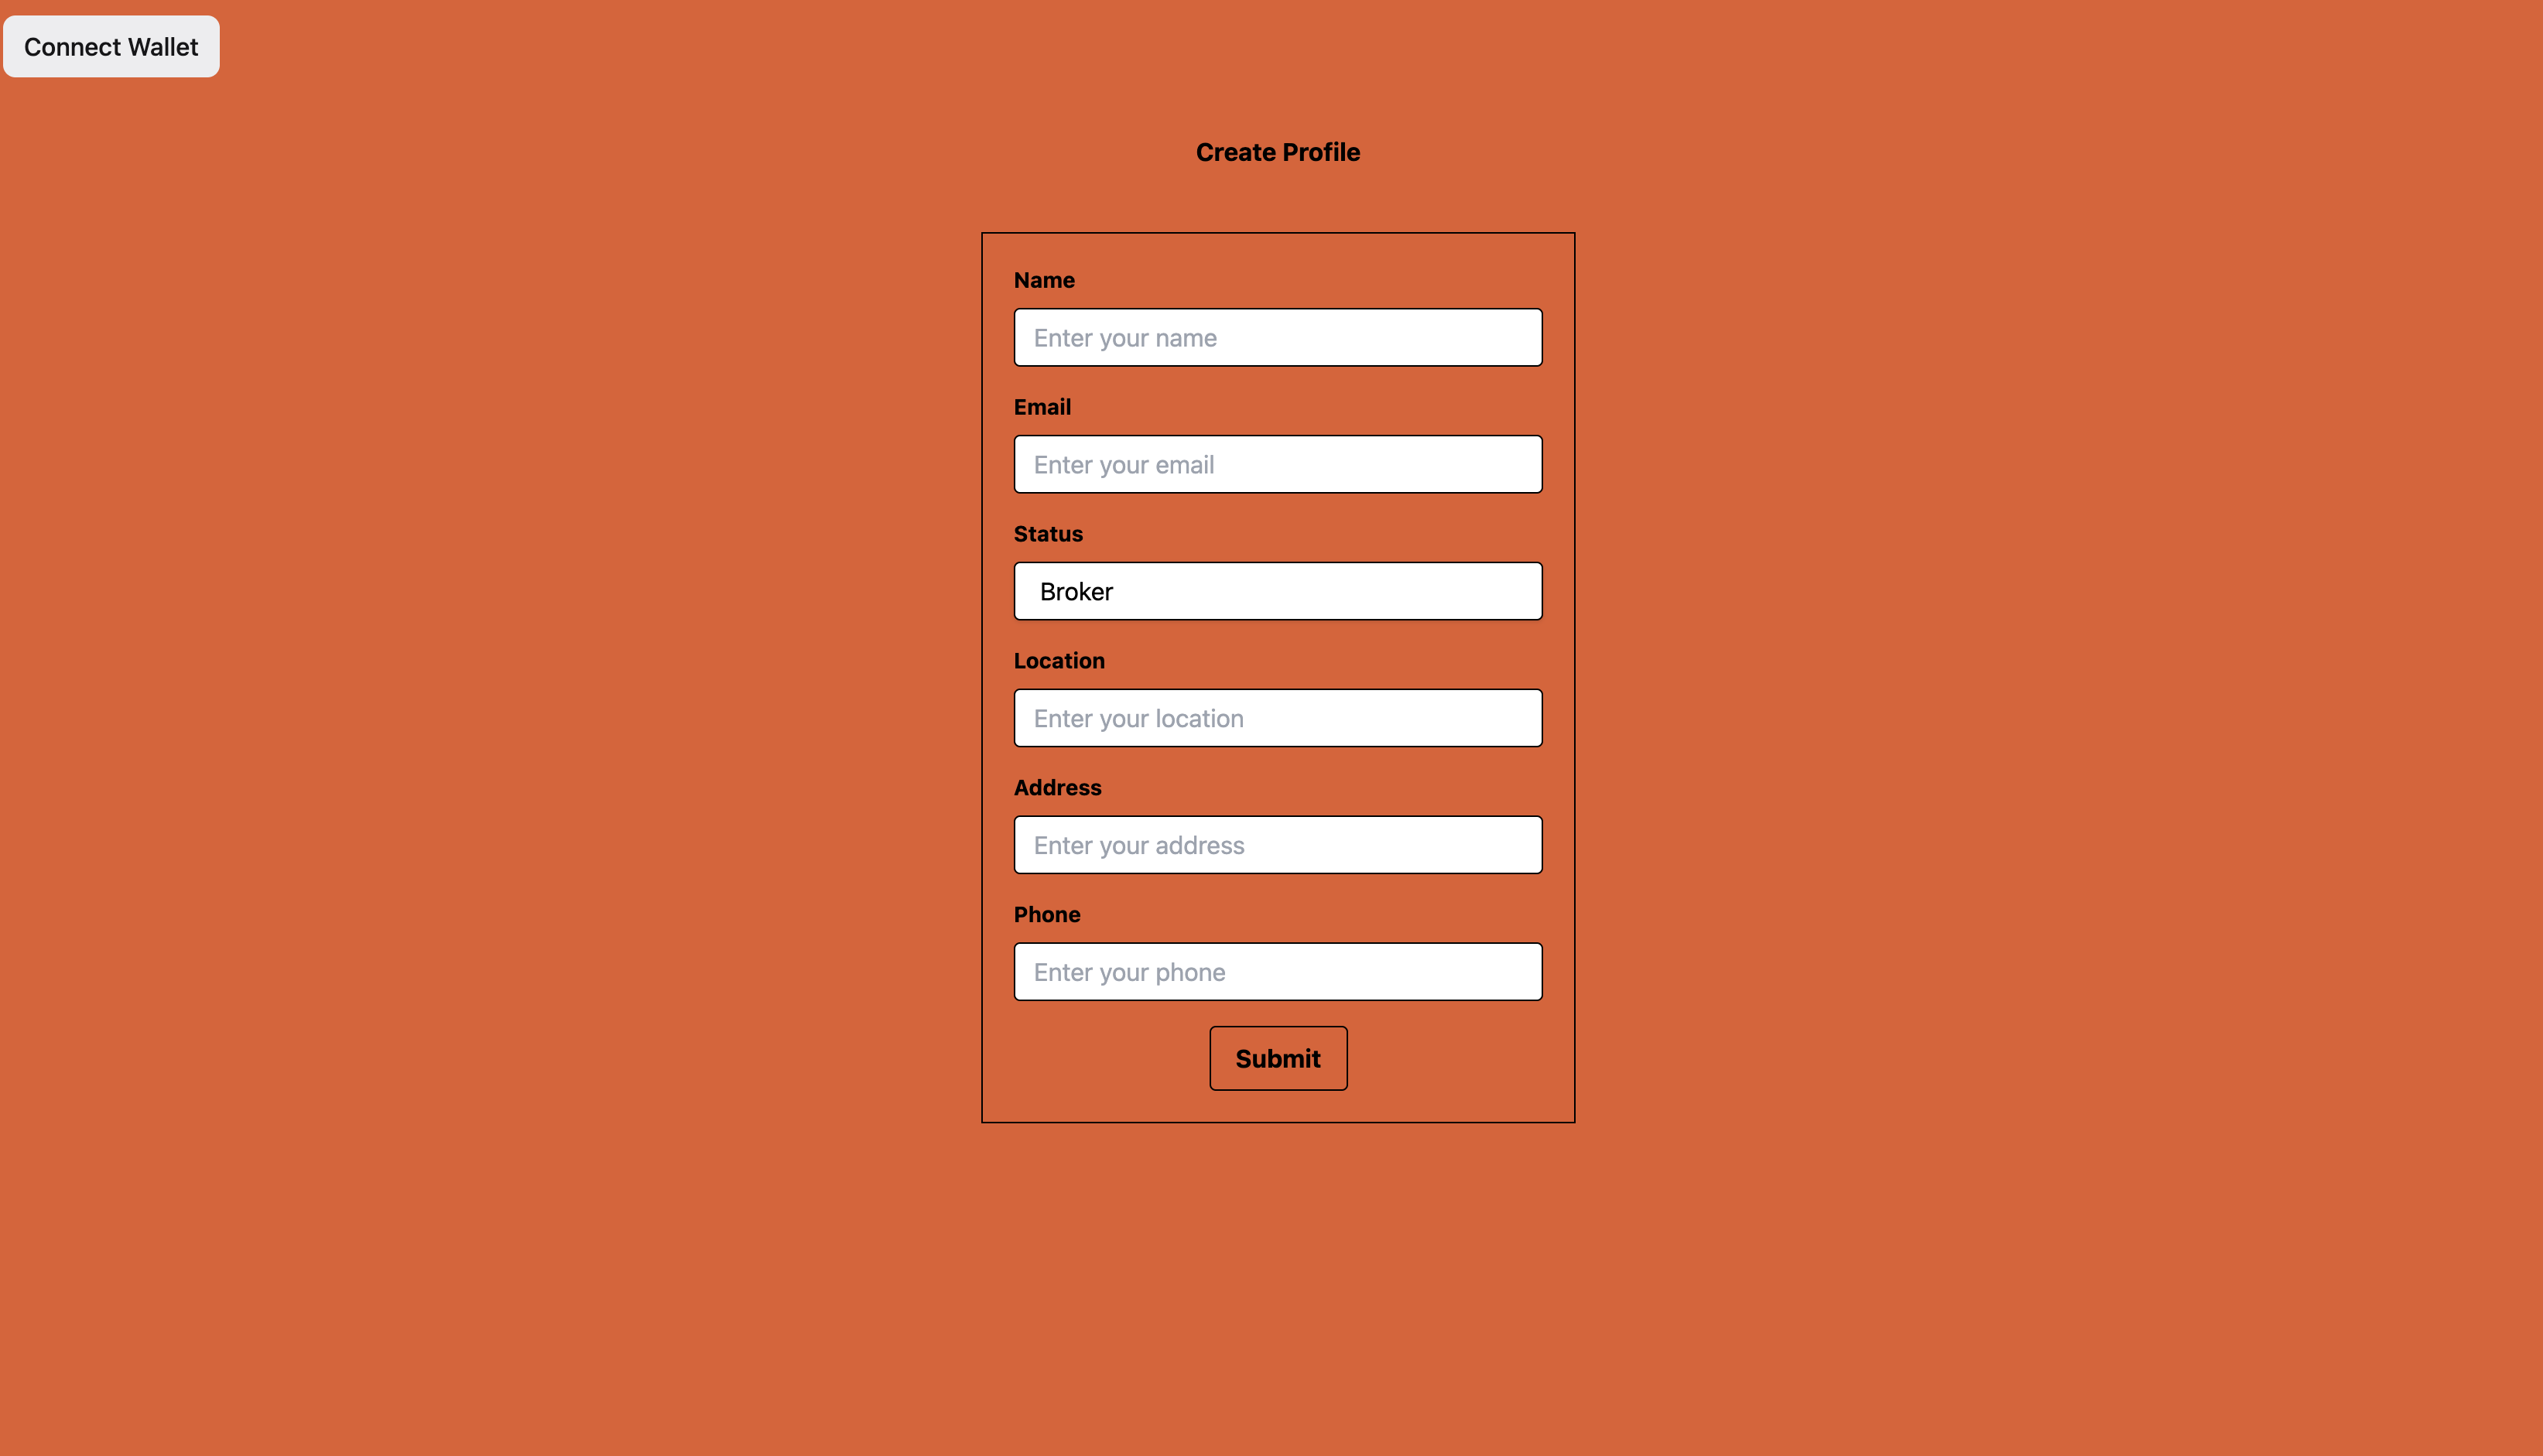 Connect Wallet
Create Profile
Name
Enter your name
Email
Enter your email
Status
Broker
Location
Enter your location
Address
Enter your address
Phone
Enter your phone
Submit